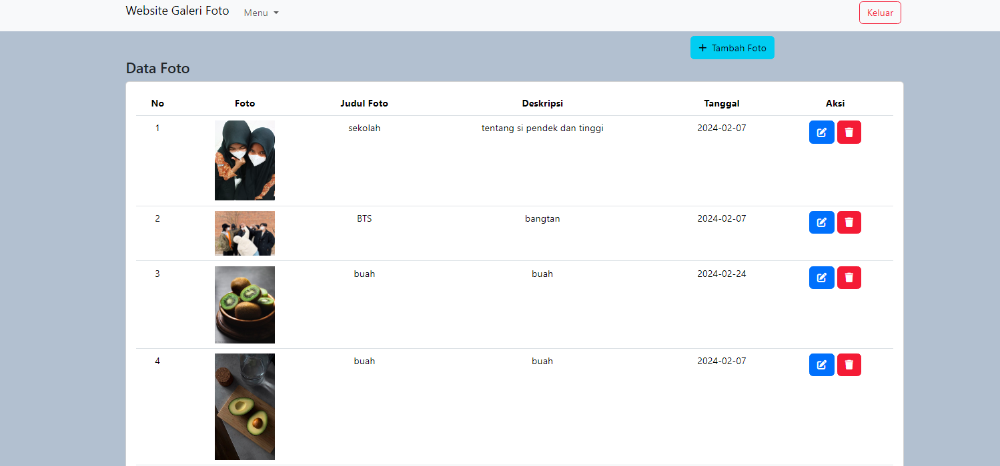 Website Galeri Foto Menu Keluar
Tambah Foto
Data Foto
No Foto Judul Foto Deskripsi Tanggal Aksi
1 sekolah tentang si pendek dan tinggi 2024-02-07
2 BTS bangtan 2024-02-07
3 buah buah 2024-02-24
4 buah buah 2024-02-07